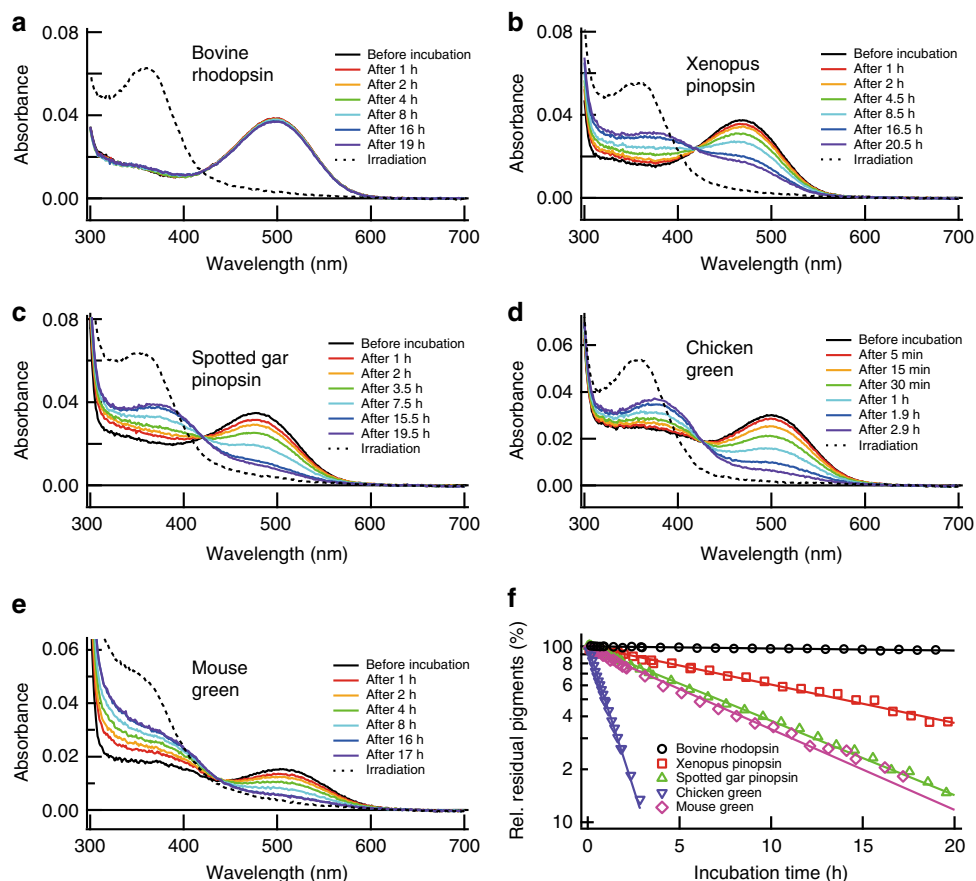 a
Bovine
rhodopsin
Before incubation
After 1 h
After 2 h
After 4 h
After 8 h
After 16 h
After 19 h
Irradiation
0.08
0.04
0.00
Absorbance
300 400 500 600 700
Wavelength (nm)
b
Xenopus
pinopsin
Before incubation
After 1 h
After 2 h
After 4.5 h
After 8.5 h
After 16.5 h
After 20.5 h
Irradiation
0.08
0.04
0.00
Absorbance
300 400 500 600 700
Wavelength (nm)
c
Spotted gar
pinopsin
Before incubation
After 1 h
After 2 h
After 3.5 h
After 7.5 h
After 15.5 h
After 19.5 h
Irradiation
0.08
0.04
0.00
Absorbance
300 400 500 600 700
Wavelength (nm)
d
Chicken
green
Before incubation
After 5 min
After 15 min
After 30 min
After 1 h
After 1.9 h
After 2.9 h
Irradiation
0.06
0.04
0.02
0.00
Absorbance
300 400 500 600 700
Wavelength (nm)
e
Mouse
green
Before incubation
After 1 h
After 2 h
After 4 h
After 8 h
After 16 h
After 17 h
Irradiation
0.06
0.04
0.02
0.00
Absorbance
300 400 500 600 700
Wavelength (nm)
f
100
8
6
4
2
10
Rel. residual pigments (%)
Bovine rhodopsin
Xenopus pinopsin
Spotted gar pinopsin
Chicken green
Mouse green
0 5 10 15 20
Incubation time (h)